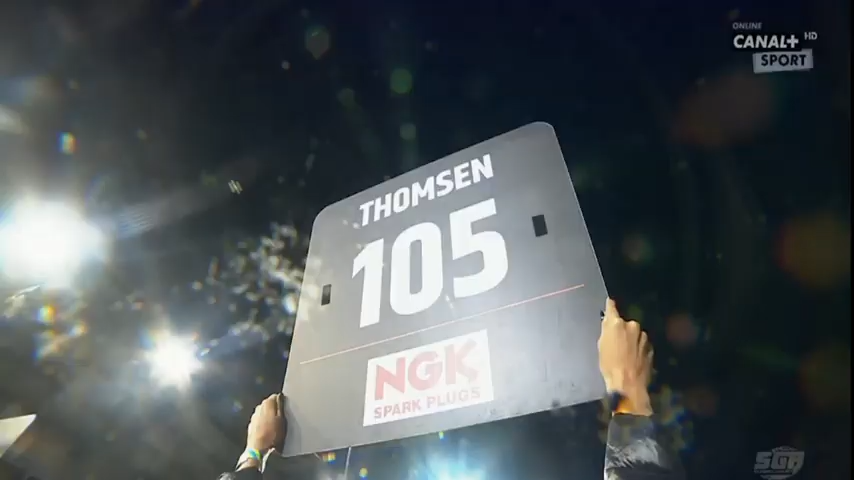 ONLINE
CANAL+ HD
SPORT
THOMSEN
105
NGK
SPARK PLUGS
SGP